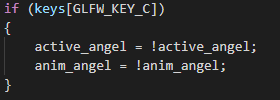 if (keys[GLFW_KEY_C])
{
active_angel = !active_angel;
anim_angel = !anim_angel;
}